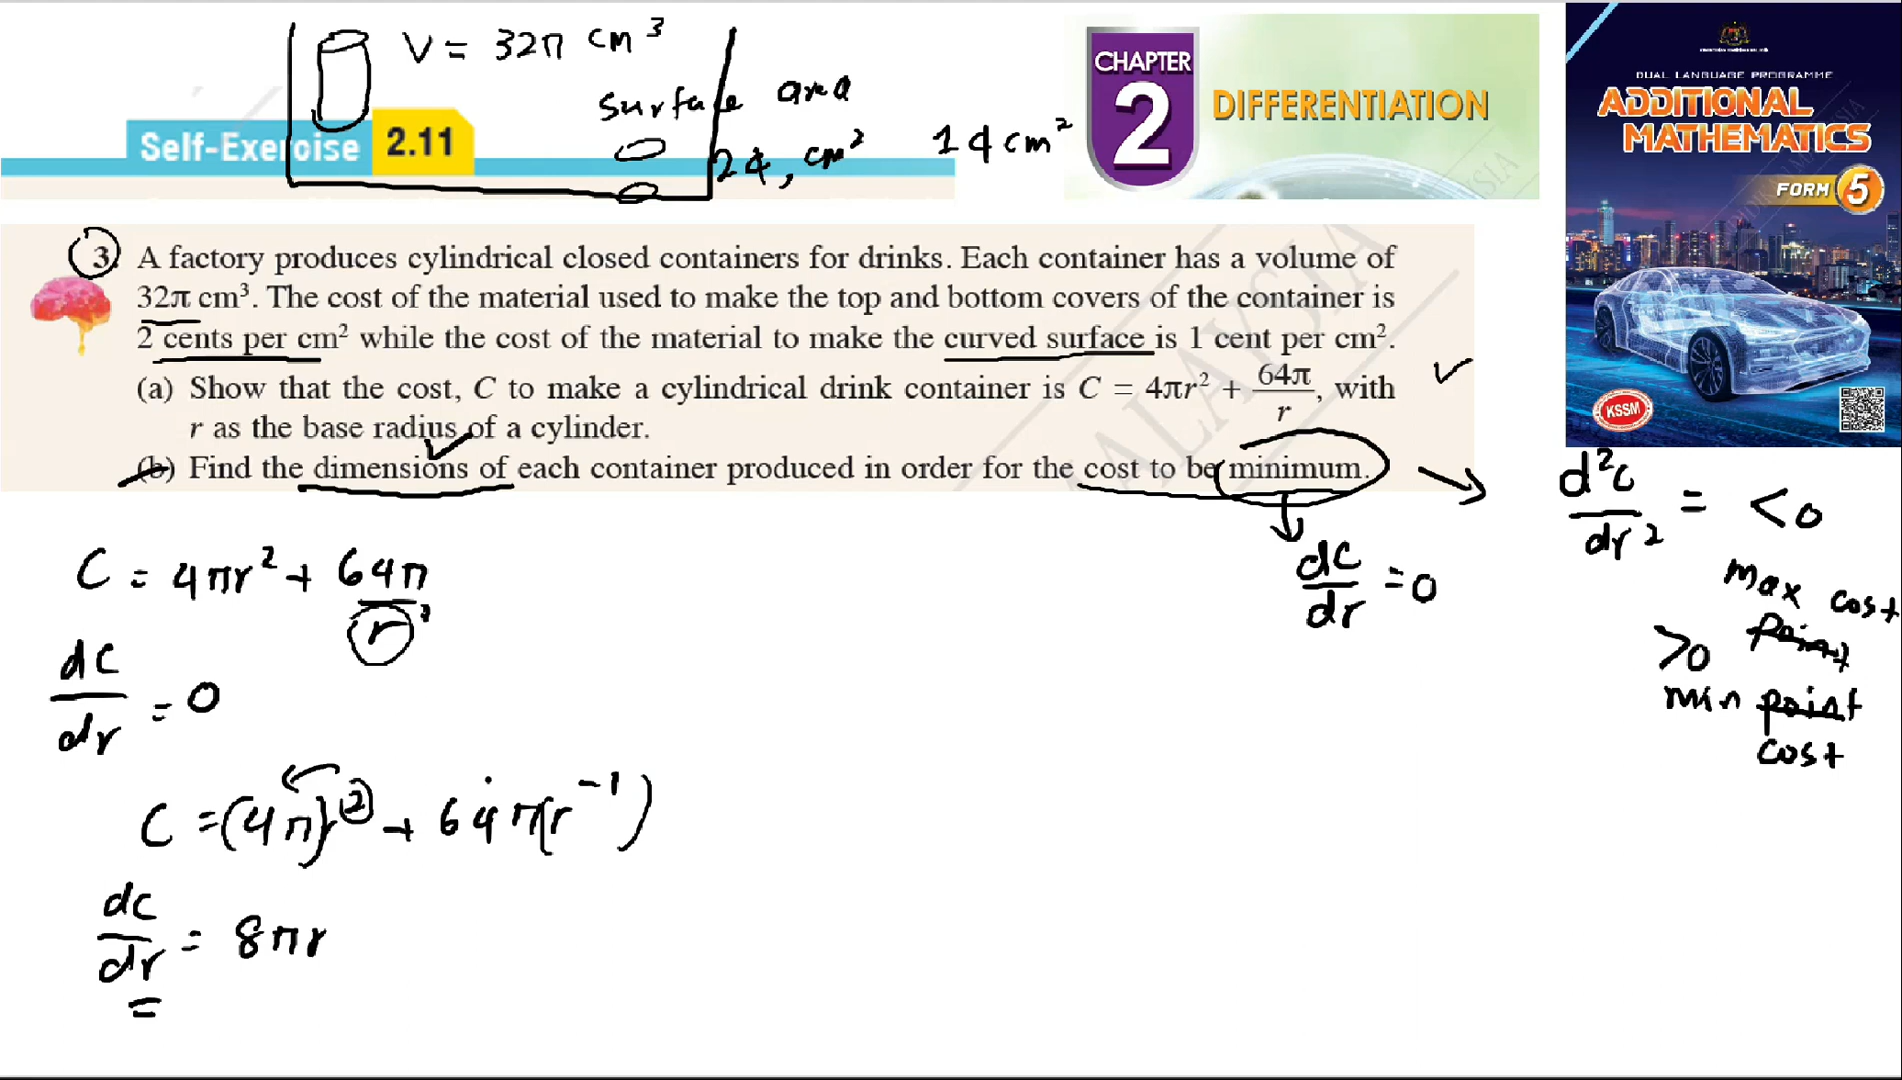 V = 32π cm³
surface area
2¢, cm²
1¢ cm²
Self-Exercise 2.11
CHAPTER
2
DIFFERENTIATION
DUAL LANGUAGE PROGRAMME
ADDITIONAL
MATHEMATICS
FORM 5
KSSM
3. A factory produces cylindrical closed containers for drinks. Each container has a volume of
32π cm³. The cost of the material used to make the top and bottom covers of the container is
2 cents per cm² while the cost of the material to make the curved surface is 1 cent per cm².
(a) Show that the cost, C to make a cylindrical drink container is C = 4πr² + 64π/r, with
r as the base radius of a cylinder.
(b) Find the dimensions of each container produced in order for the cost to be minimum.
C = 4πr² + 64π/r
dC/dr = 0
C = (4π)r² + 64π(r⁻¹)
dC/dr = 8πr
=
dC/dr = 0
d²C/dr² = <0
max cost
point
>0
min point
cost